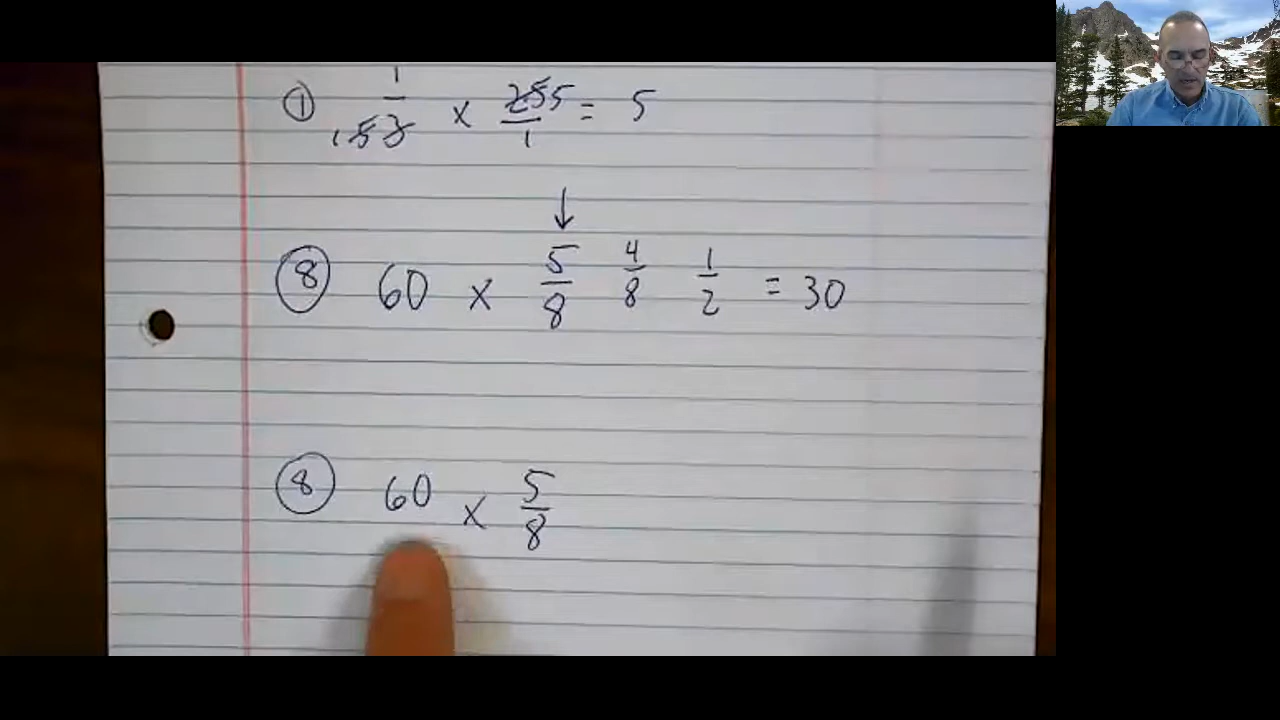 ① 1/153 × 255/1 = 5
⑧ 60 × 5/8 4/8 1/2 = 30
⑧ 60 × 5/8